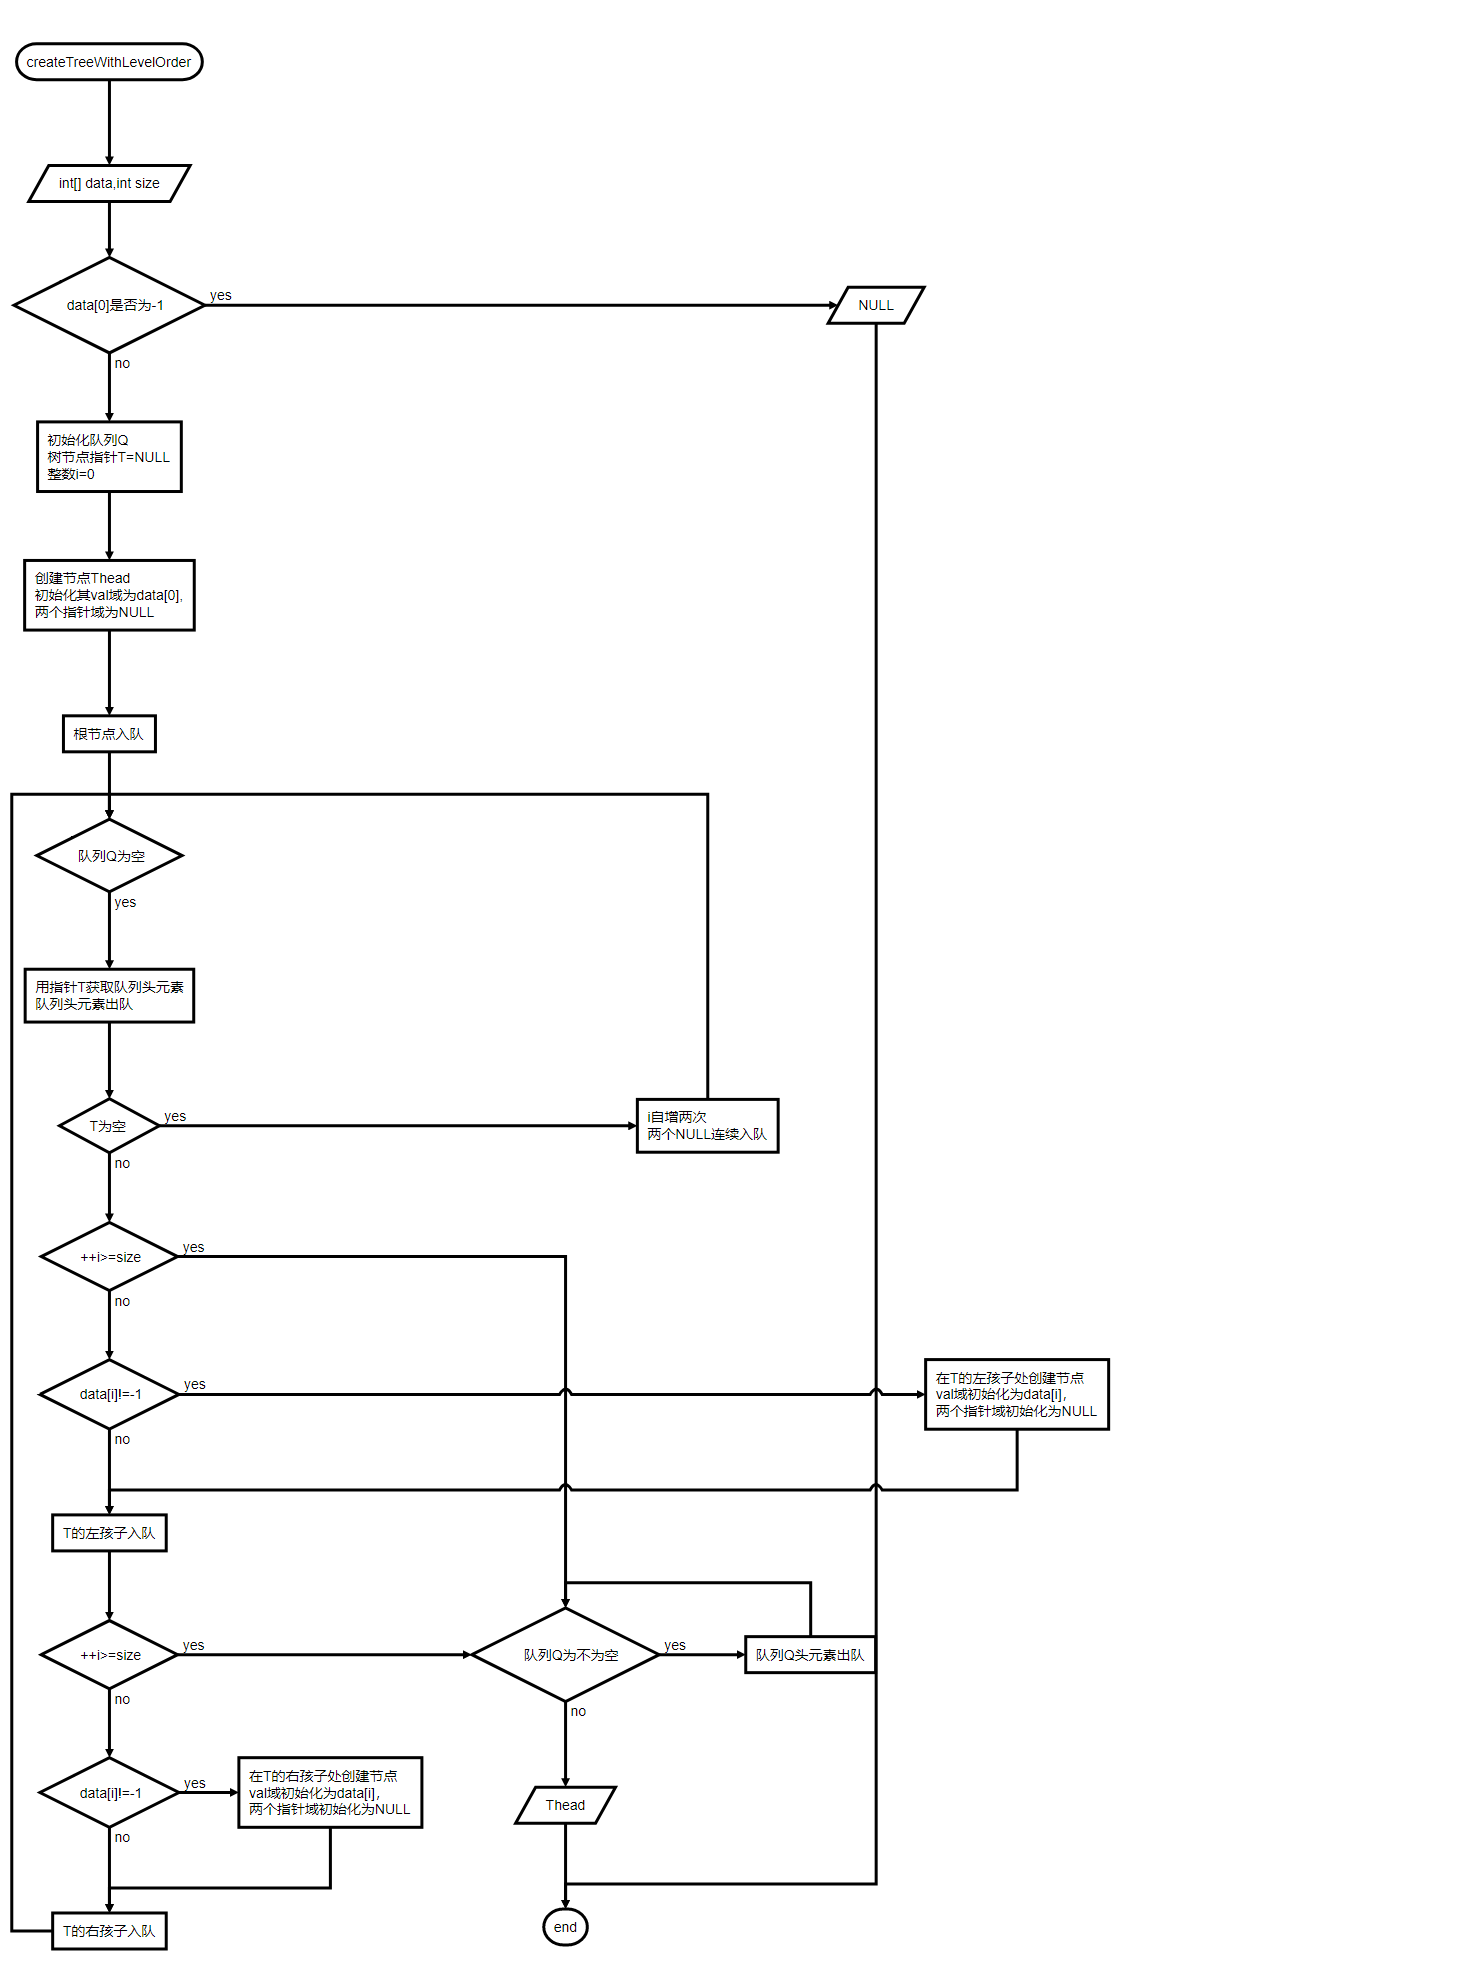 createTreeWithLevelOrder
int[] data,int size
data[0]是否为-1
yes
NULL
no
初始化队列Q
树节点指针T=NULL
整数i=0
创建节点Thead
初始化其val域为data[0],
两个指针域为NULL
根节点入队
队列Q为空
yes
用指针T获取队列头元素
队列头元素出队
T为空
yes
i自增两次
两个NULL连续入队
no
++i>=size
yes
no
data[i]!=-1
yes
在T的左孩子处创建节点
val域初始化为data[i],
两个指针域初始化为NULL
no
T的左孩子入队
++i>=size
yes
队列Q为不为空
yes
队列Q头元素出队
no
no
data[i]!=-1
yes
在T的右孩子处创建节点
val域初始化为data[i],
两个指针域初始化为NULL
Thead
no
T的右孩子入队
end